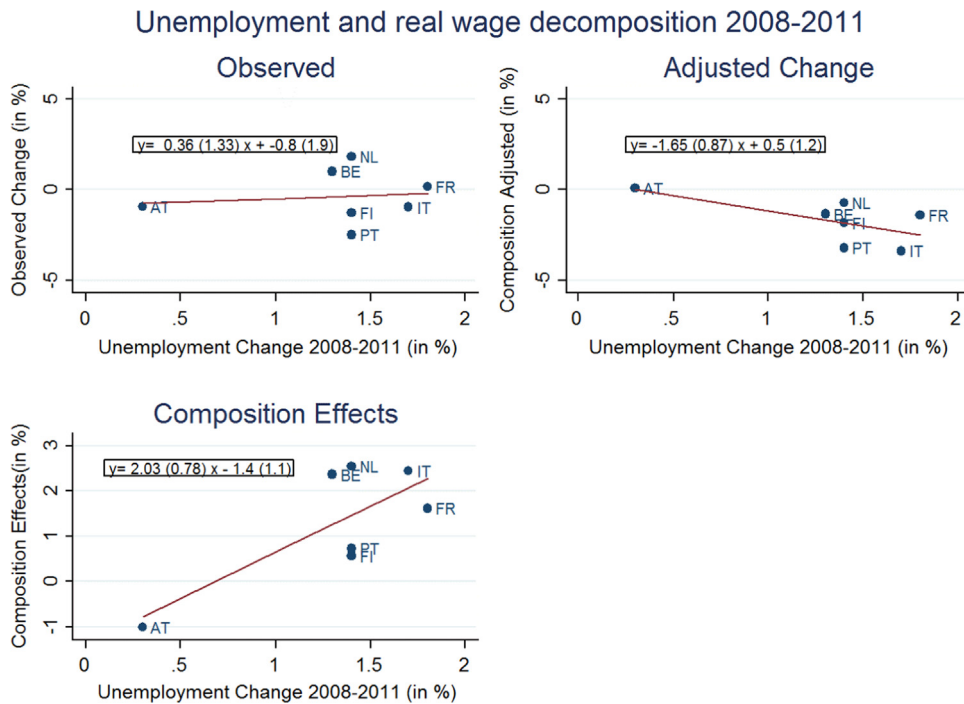 Unemployment and real wage decomposition 2008-2011
Observed
Observed Change (in %)
5
0
-5
y= 0.36 (1.33) x + -0.8 (1.9)
NL
BE
FR
AT
FI
IT
PT
0 .5 1 1.5 2
Unemployment Change 2008-2011 (in %)
Adjusted Change
Composition Adjusted (in %)
5
0
-5
y= -1.65 (0.87) x + 0.5 (1.2)
AT
NL
BE
FR
FI
PT
IT
0 .5 1 1.5 2
Unemployment Change 2008-2011 (in %)
Composition Effects
Composition Effects(in %)
3
2
1
0
-1
y= 2.03 (0.78) x - 1.4 (1.1)
NL
IT
BE
FR
PT
FI
AT
0 .5 1 1.5 2
Unemployment Change 2008-2011 (in %)